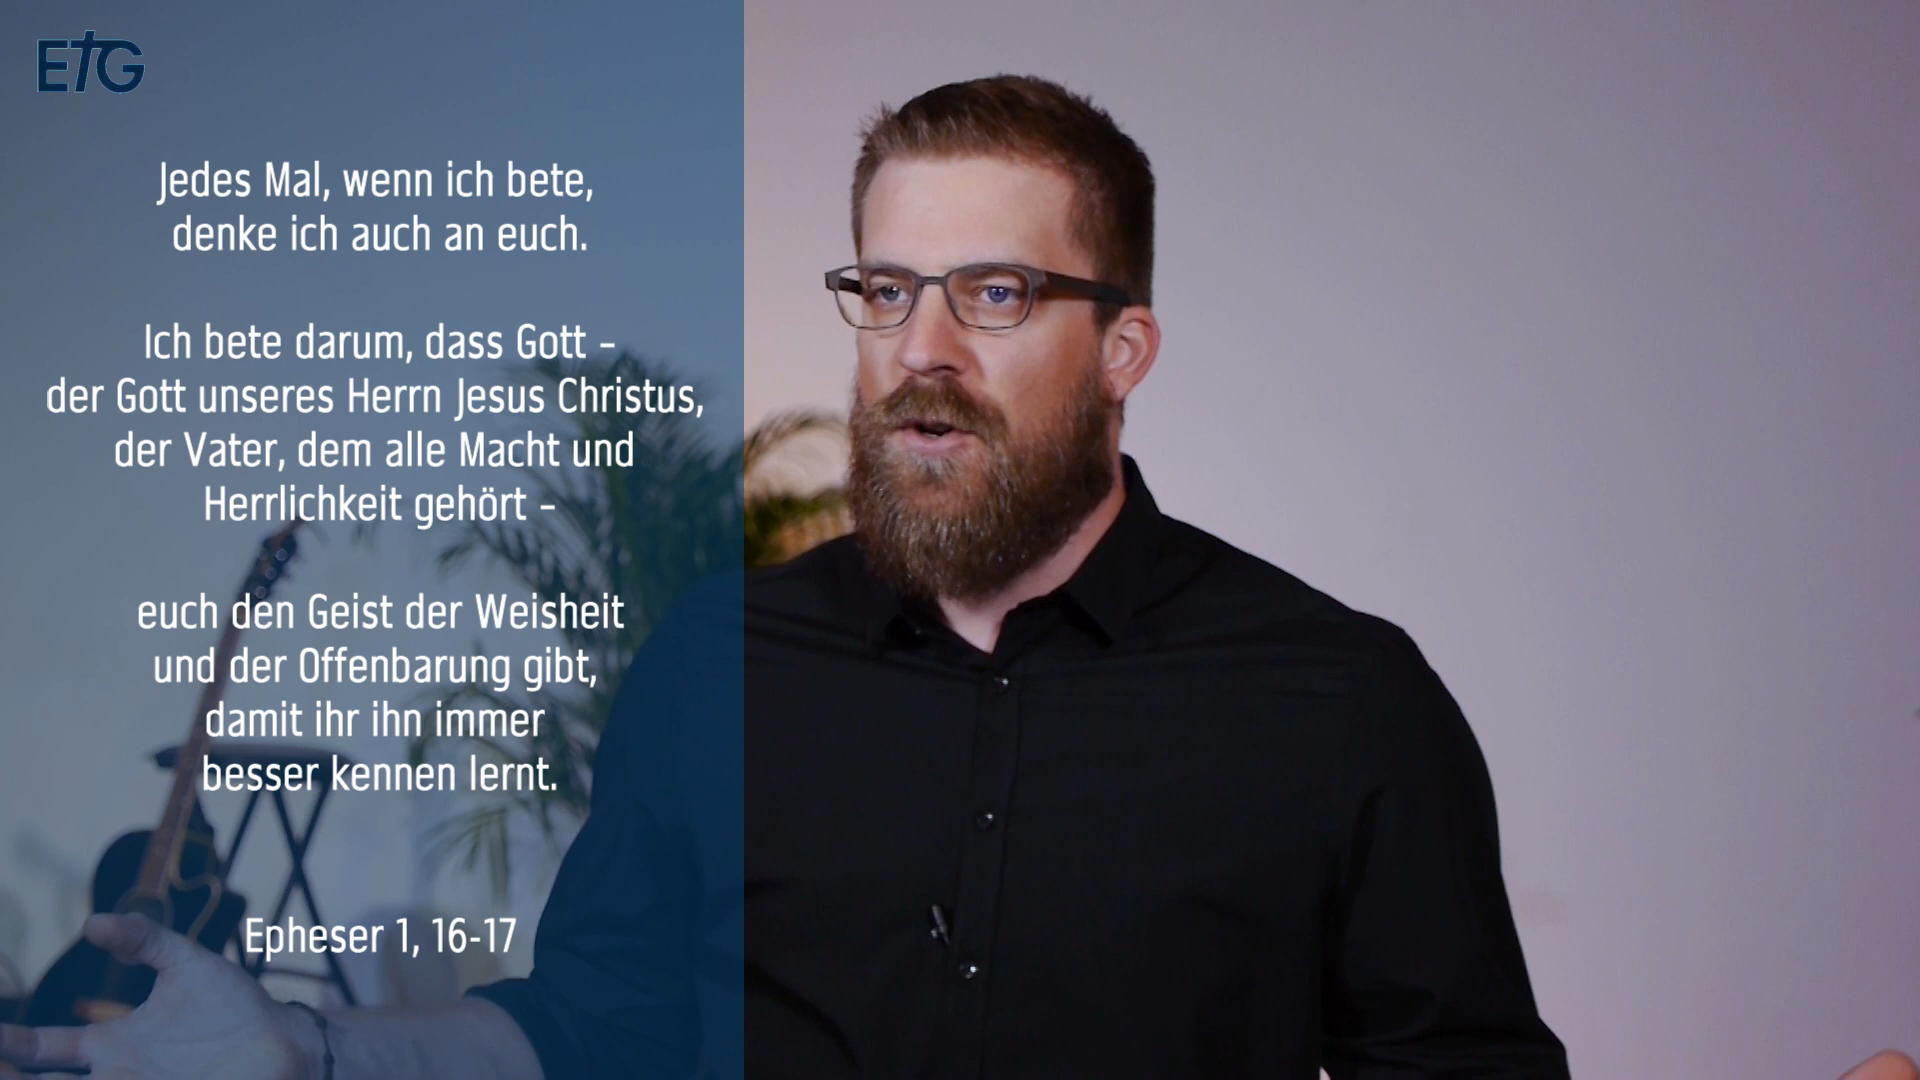 ETG
Jedes Mal, wenn ich bete,
denke ich auch an euch.
Ich bete darum, dass Gott –
der Gott unseres Herrn Jesus Christus,
der Vater, dem alle Macht und
Herrlichkeit gehört –
euch den Geist der Weisheit
und der Offenbarung gibt,
damit ihr ihn immer
besser kennen lernt.
Epheser 1, 16-17